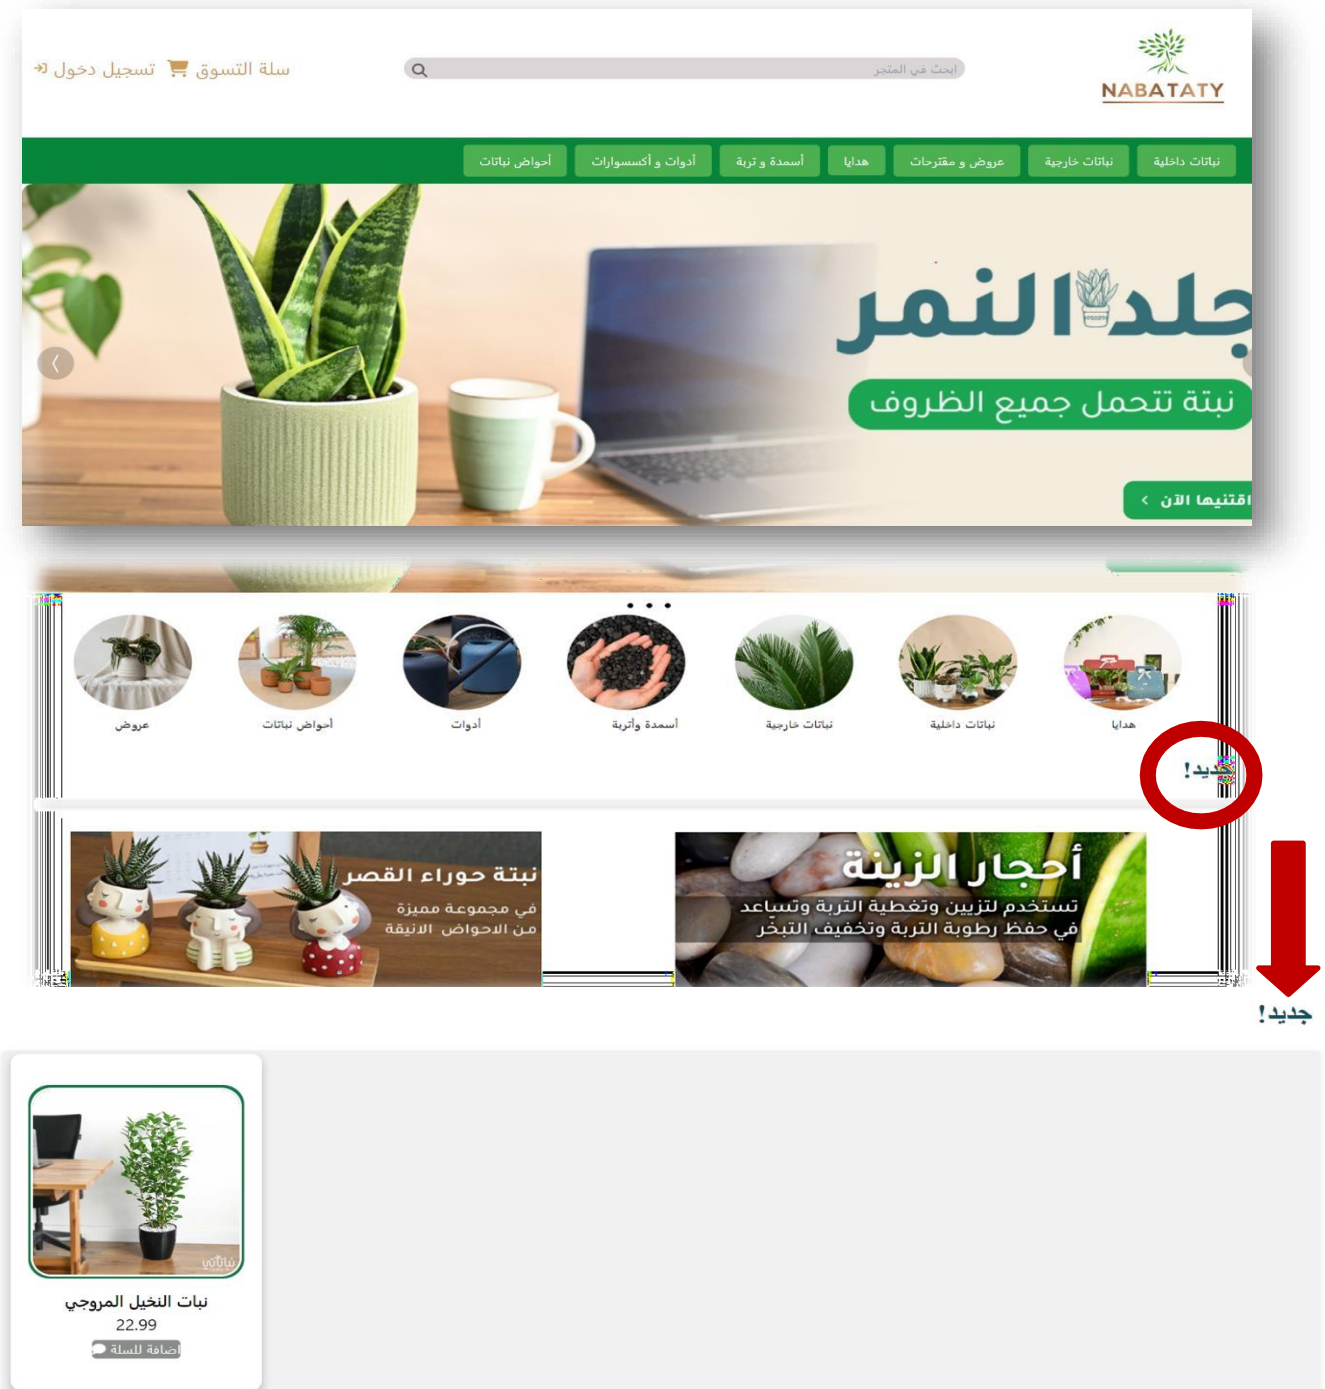 NABATATY
ابحث في المتجر
سلة التسوق
تسجيل دخول
نباتات داخلية
نباتات خارجية
عروض و مقترحات
هدايا
أسمدة و تربة
أدوات و أكسسوارات
أحواض نباتات
جلد النمر
نبتة تتحمل جميع الظروف
اقتنيها الآن
هدايا
نباتات داخلية
نباتات خارجية
أسمدة وأتربة
أدوات
أحواض نباتات
عروض
جديد!
أحجار الزينة
تستخدم لتزيين وتغطية التربة وتساعد
في حفظ رطوبة التربة وتخفيف التبخّر
نبتة حوراء القصر
في مجموعة مميزة
من الاحواض الانيقة
جديد!
نباتاتي
نبات النخيل المروحي
22.99
اضافة للسلة